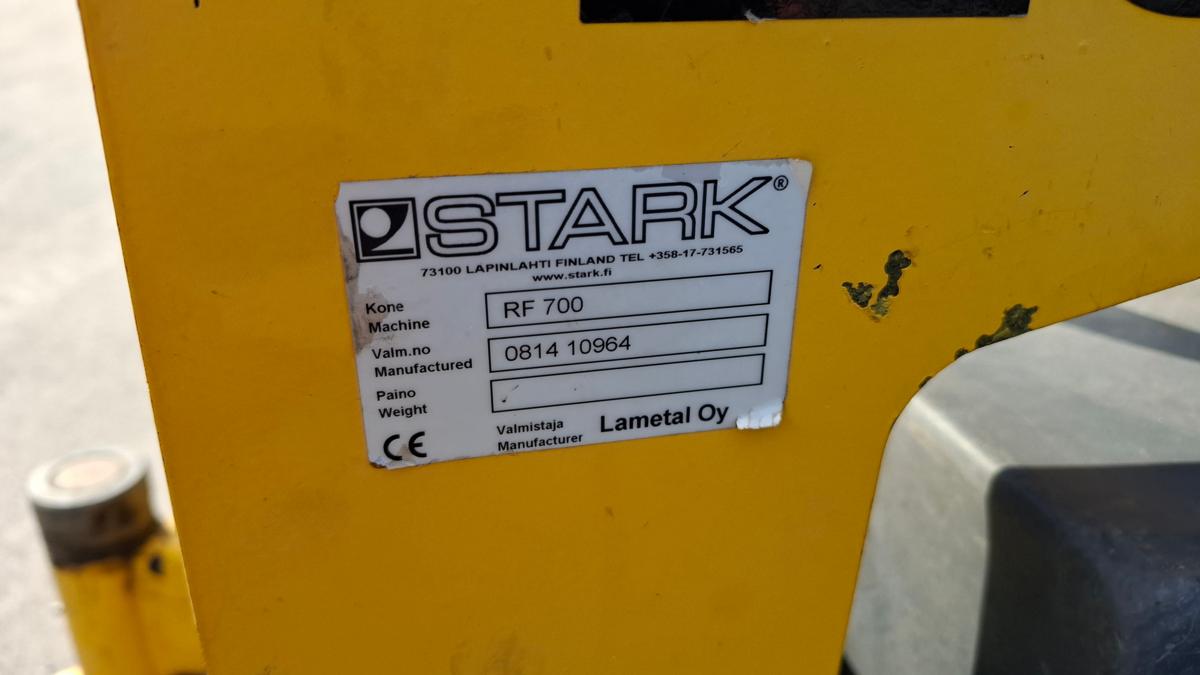 STARK®
73100 LAPINLAHTI FINLAND TEL +358-17-731565
www.stark.fi
Kone
Machine
RF 700
Valm.no
Manufactured
0814 10964
Paino
Weight
CE
Valmistaja
Manufacturer
Lametal Oy